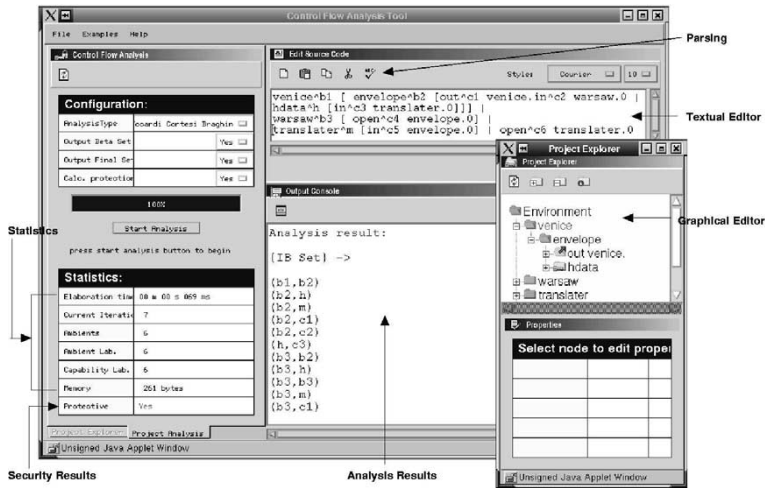 Control Flow Analysis Tool
File Examples Help
Control Flow Analysis
Configuration:
AnalysisType ocardi Cortesi Braghin
Output Beta Set Yes
Output Final Set Yes
Calc. protection Yes
100%
Start Analysis
press start analysis button to begin
Statistics:
Elaboration time 00 m 00 s 069 ms
Current Iteratio 7
Ambients 6
Ambient Lab. 6
Capability Lab. 6
Memory 261 bytes
Protective Yes
Project Explorer Project Analysis
Unsigned Java Applet Window
Edit Source Code
Style: Courier 10
venice^b1 [ envelope^b2 [out^c1 venice.in^c2 warsaw.0 |
hdata^h [in^c3 translater.0]]] |
warsaw^b3 [ open^c4 envelope.0] |
translater^m [in^c5 envelope.0] | open^c6 translater.0
Output Console
Analysis result:
[IB Set] ->
(b1,b2)
(b2,h)
(b2,m)
(b2,c1)
(b2,c2)
(h,c3)
(b3,b2)
(b3,h)
(b3,b3)
(b3,m)
(b3,c1)
Project Explorer
Project Explorer
Environment
venice
envelope
out venice.
hdata
warsaw
translater
Properties
Select node to edit proper
Unsigned Java Applet Window
Parsing
Textual Editor
Graphical Editor
Statistics
Security Results
Analysis Results